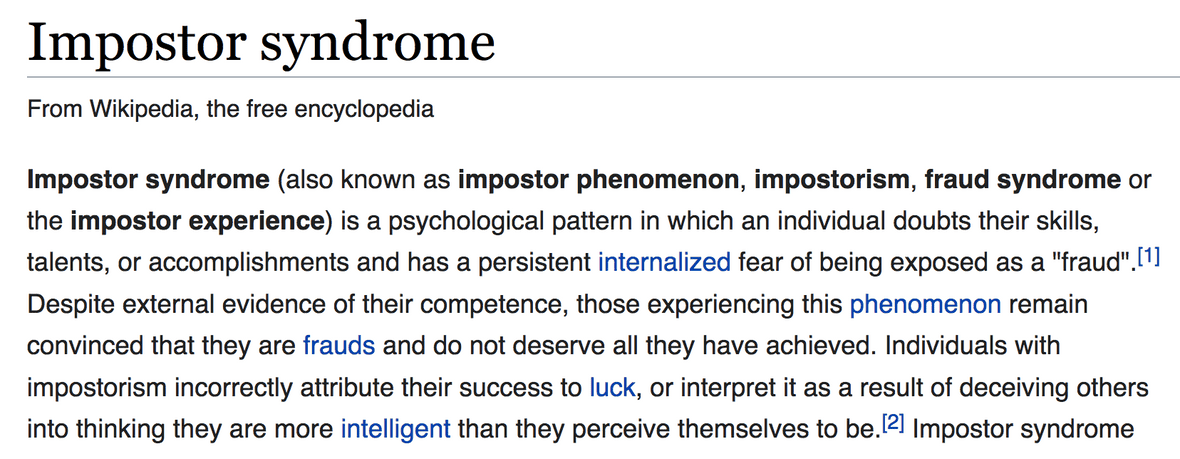 Impostor syndrome
From Wikipedia, the free encyclopedia
Impostor syndrome (also known as impostor phenomenon, impostorism, fraud syndrome or
the impostor experience) is a psychological pattern in which an individual doubts their skills,
talents, or accomplishments and has a persistent internalized fear of being exposed as a "fraud".[1]
Despite external evidence of their competence, those experiencing this phenomenon remain
convinced that they are frauds and do not deserve all they have achieved. Individuals with
impostorism incorrectly attribute their success to luck, or interpret it as a result of deceiving others
into thinking they are more intelligent than they perceive themselves to be.[2] Impostor syndrome